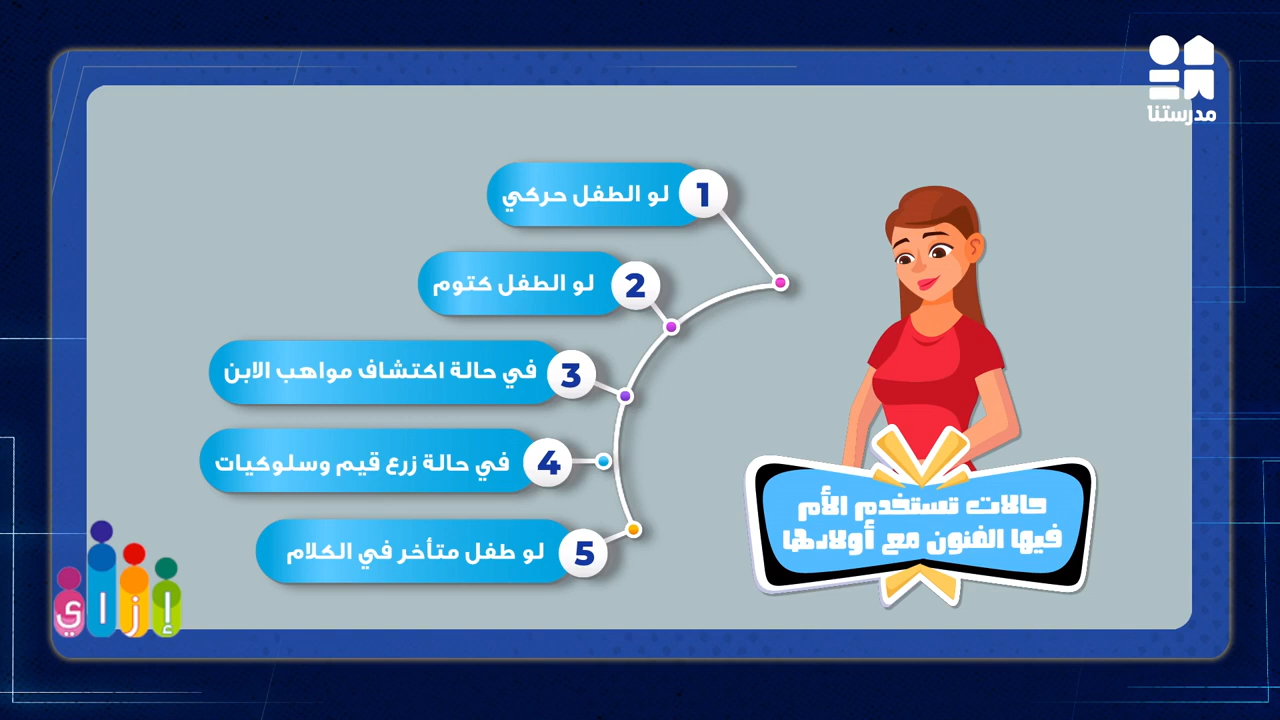 مدرستنا
حالات تستخدم الأم
فيها الفنون مع أولادها
1 لو الطفل حركي
2 لو الطفل كتوم
3 في حالة اكتشاف مواهب الابن
4 في حالة زرع قيم وسلوكيات
5 لو طفل متأخر في الكلام
إزاي